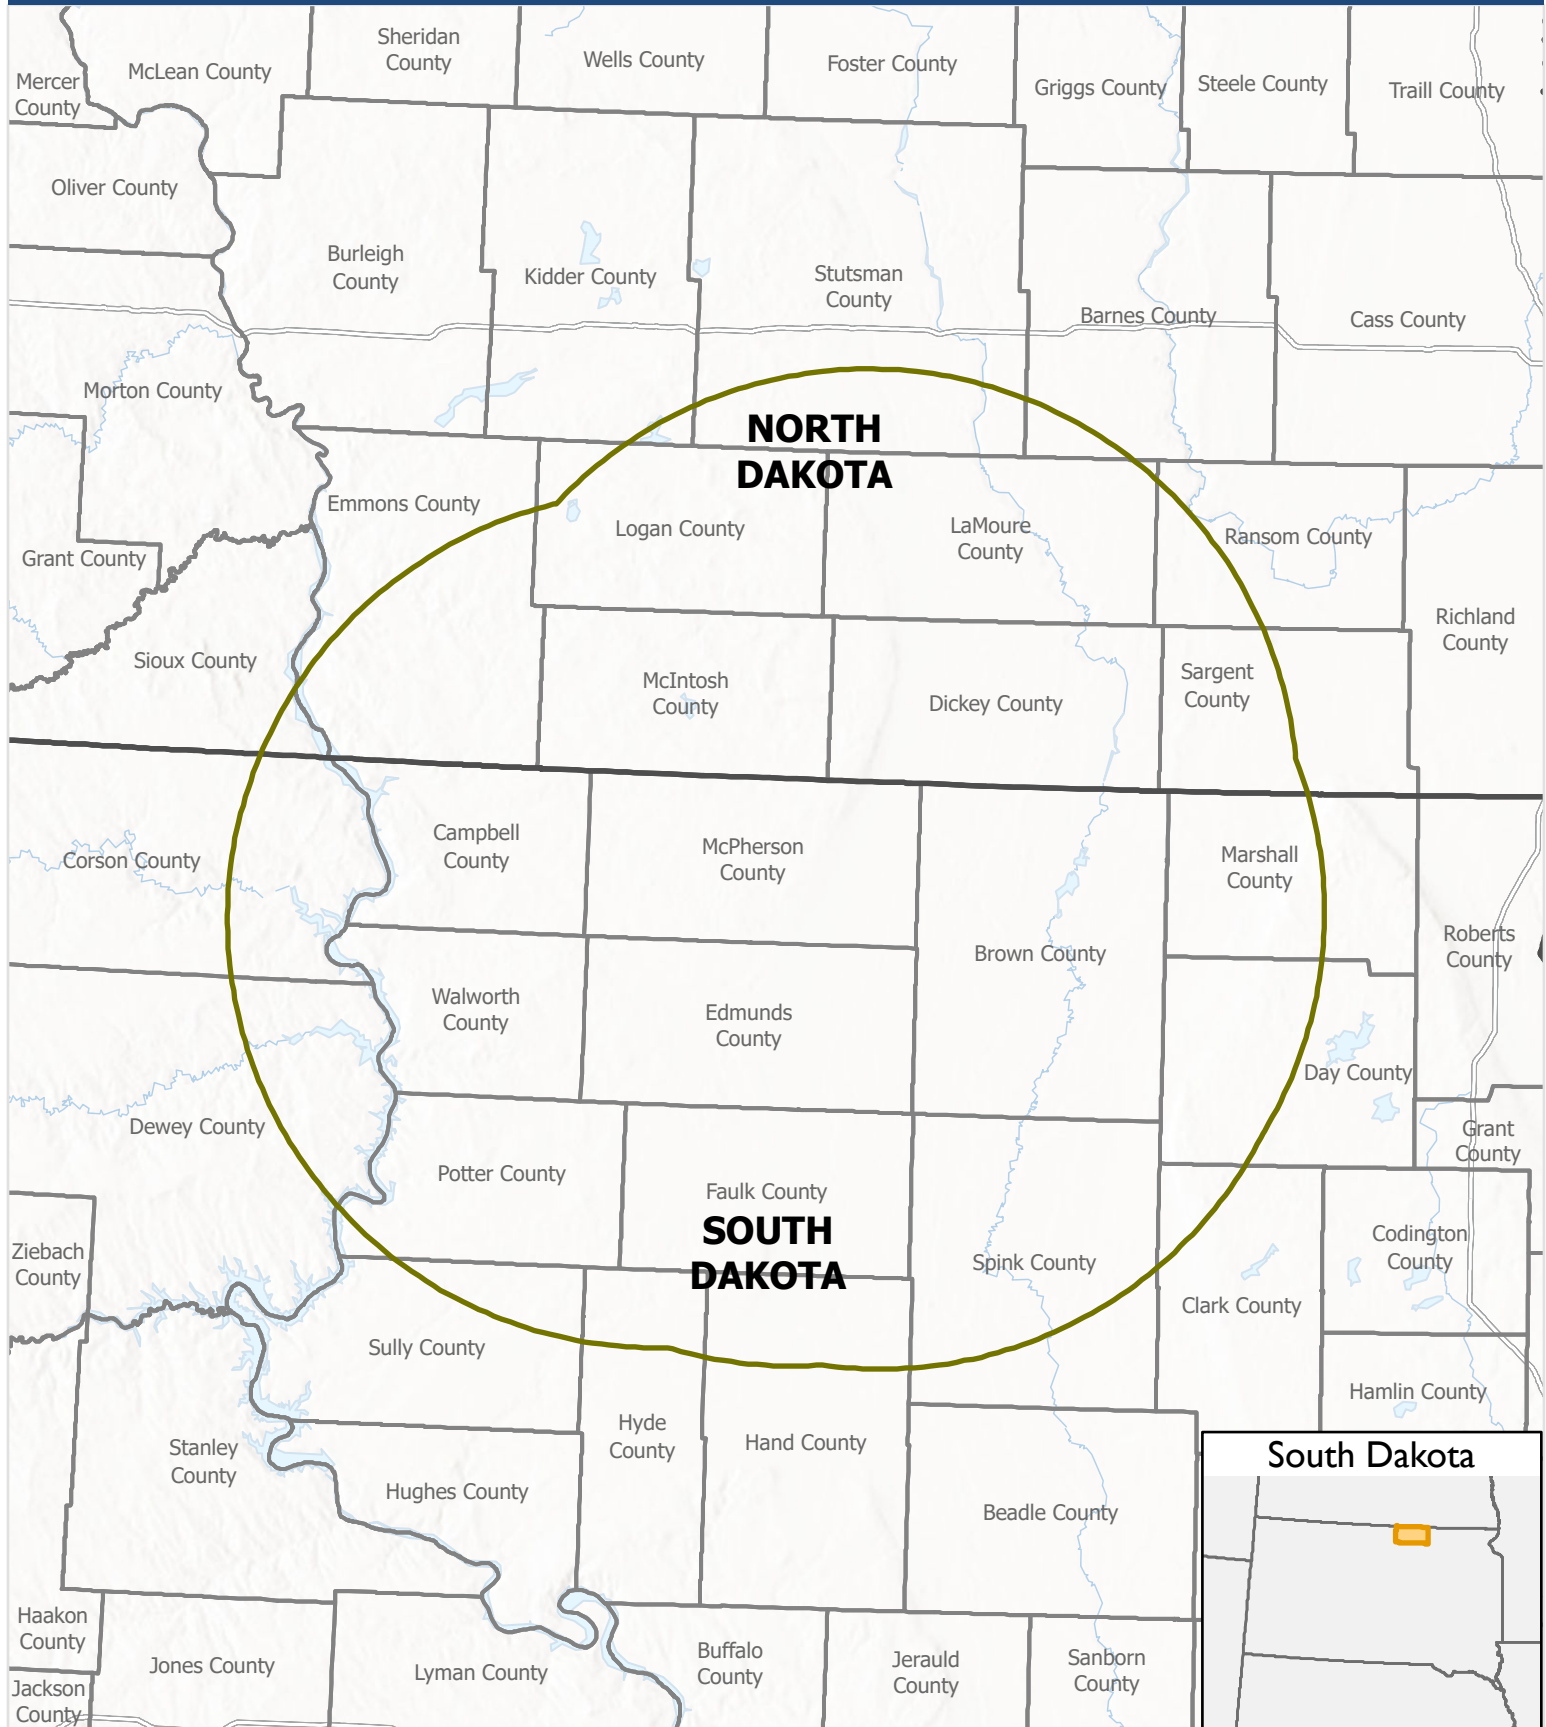 Sheridan
County
Wells County
Foster County
McLean County
Mercer
County
Griggs County
Steele County
Traill County
Oliver County
Burleigh
County
Kidder County
Stutsman
County
Barnes County
Cass County
Morton County
NORTH
DAKOTA
Emmons County
Logan County
LaMoure
County
Ransom County
Grant County
Richland
County
Sioux County
McIntosh
County
Dickey County
Sargent
County
Campbell
County
McPherson
County
Marshall
County
Corson County
Brown County
Roberts
County
Walworth
County
Edmunds
County
Day County
Dewey County
Grant
County
Potter County
Faulk County
SOUTH
DAKOTA
Ziebach
County
Spink County
Codington
County
Clark County
Sully County
Hamlin County
Hyde
County
Hand County
Stanley
County
South Dakota
Hughes County
Beadle County
Haakon
County
Jones County
Lyman County
Buffalo
County
Jerauld
County
Sanborn
County
Jackson
County